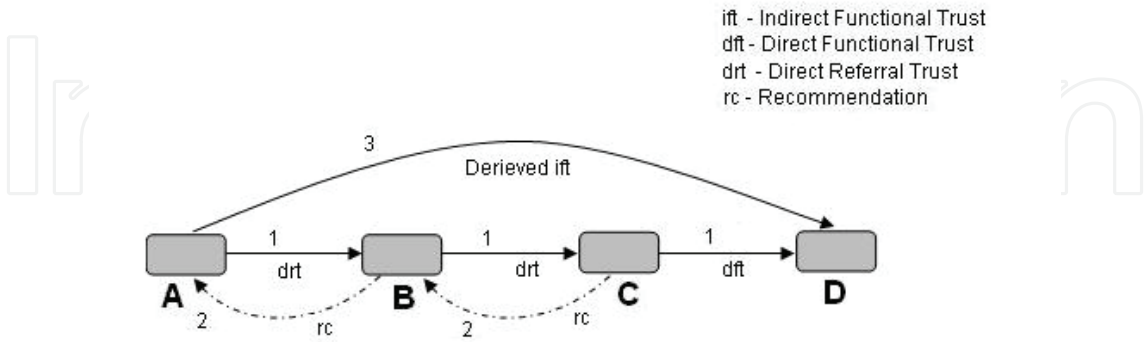 ift - Indirect Functional Trust
dft - Direct Functional Trust
drt - Direct Referral Trust
rc - Recommendation
3
Derieved ift
1
1
1
drt
drt
dft
A
B
C
D
2
rc
2
rc